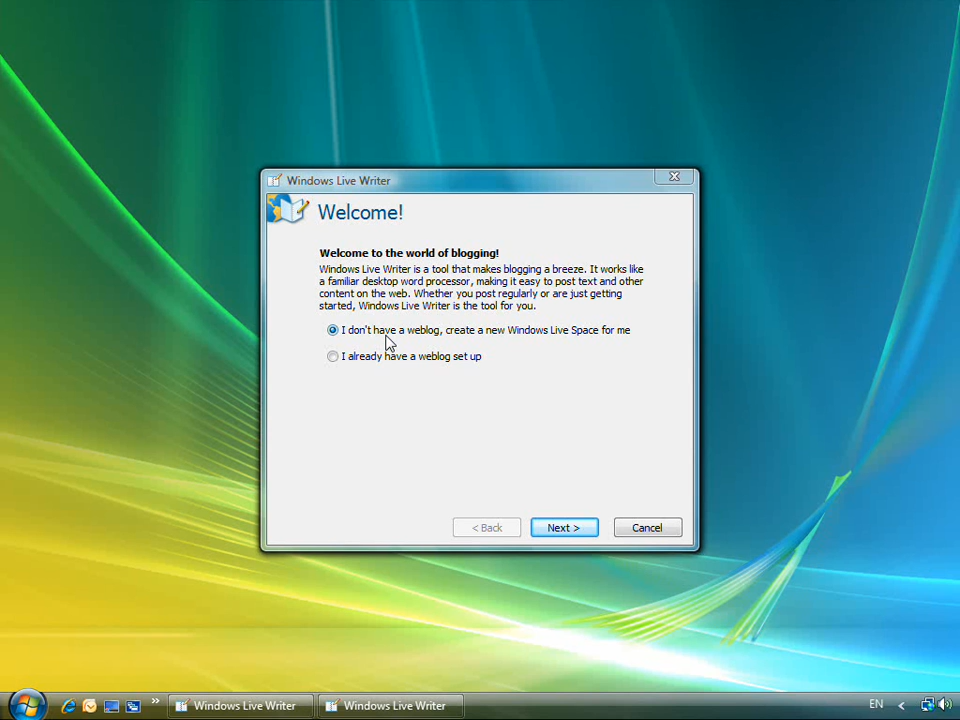 Windows Live Writer
Welcome!
Welcome to the world of blogging!
Windows Live Writer is a tool that makes blogging a breeze. It works like
a familiar desktop word processor, making it easy to post text and other
content on the web. Whether you post regularly or are just getting
started, Windows Live Writer is the tool for you.
I don't have a weblog, create a new Windows Live Space for me
I already have a weblog set up
< Back Next > Cancel
Windows Live Writer Windows Live Writer EN